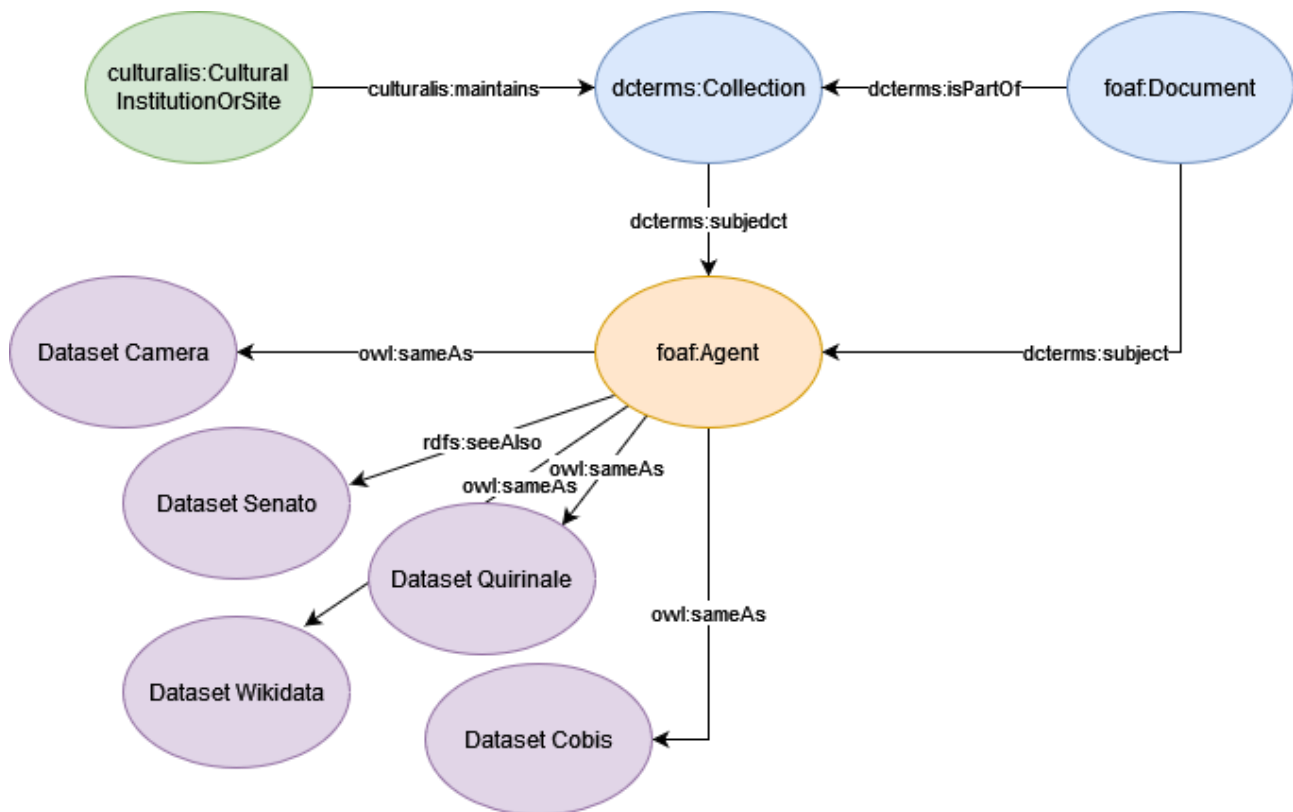 culturalis:Cultural
InstitutionOrSite
culturalis:maintains
dcterms:Collection
dcterms:isPartOf
foaf:Document
dcterms:subjedct
Dataset Camera
owl:sameAs
foaf:Agent
dcterms:subject
rdfs:seeAlso
owl:sameAs
owl:sameAs
Dataset Senato
Dataset Quirinale
owl:sameAs
Dataset Wikidata
Dataset Cobis